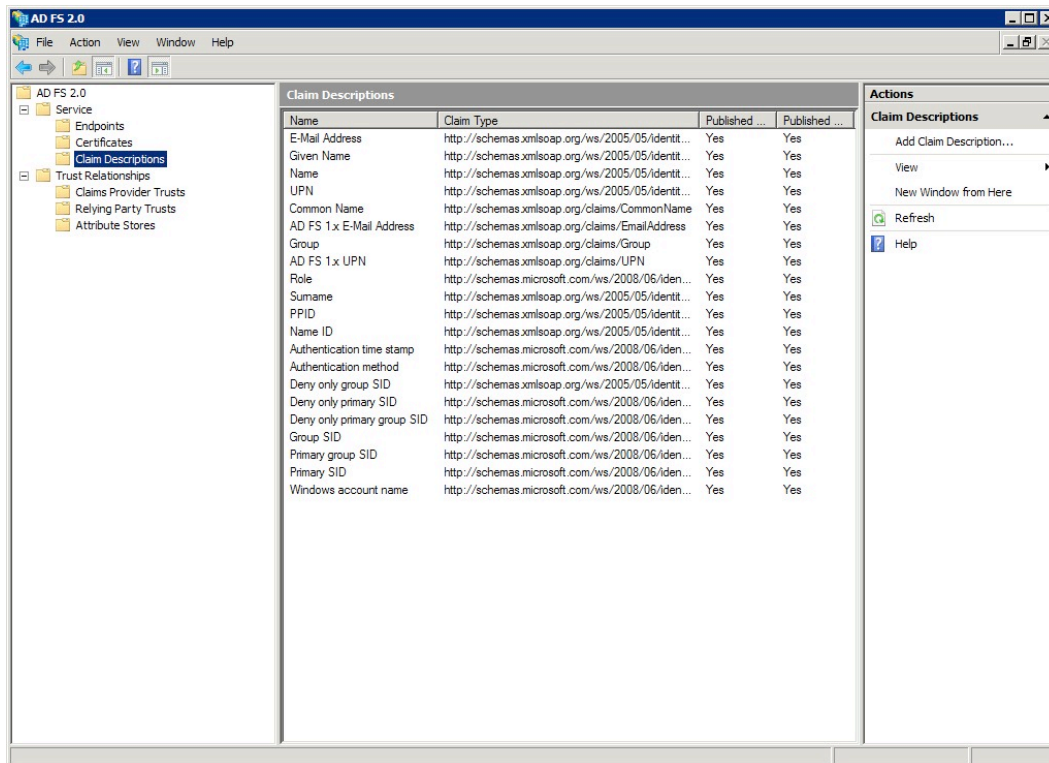 AD FS 2.0
File Action View Window Help
AD FS 2.0
Service
Endpoints
Certificates
Claim Descriptions
Trust Relationships
Claims Provider Trusts
Relying Party Trusts
Attribute Stores
Claim Descriptions
Name Claim Type Published ... Published ...
E-Mail Address http://schemas.xmlsoap.org/ws/2005/05/identit... Yes Yes
Given Name http://schemas.xmlsoap.org/ws/2005/05/identit... Yes Yes
Name http://schemas.xmlsoap.org/ws/2005/05/identit... Yes Yes
UPN http://schemas.xmlsoap.org/ws/2005/05/identit... Yes Yes
Common Name http://schemas.xmlsoap.org/claims/CommonName Yes Yes
AD FS 1.x E-Mail Address http://schemas.xmlsoap.org/claims/EmailAddress Yes Yes
Group http://schemas.xmlsoap.org/claims/Group Yes Yes
AD FS 1.x UPN http://schemas.xmlsoap.org/claims/UPN Yes Yes
Role http://schemas.microsoft.com/ws/2008/06/iden... Yes Yes
Surname http://schemas.xmlsoap.org/ws/2005/05/identit... Yes Yes
PPID http://schemas.xmlsoap.org/ws/2005/05/identit... Yes Yes
Name ID http://schemas.xmlsoap.org/ws/2005/05/identit... Yes Yes
Authentication time stamp http://schemas.microsoft.com/ws/2008/06/iden... Yes Yes
Authentication method http://schemas.microsoft.com/ws/2008/06/iden... Yes Yes
Deny only group SID http://schemas.xmlsoap.org/ws/2005/05/identit... Yes Yes
Deny only primary SID http://schemas.microsoft.com/ws/2008/06/iden... Yes Yes
Deny only primary group SID http://schemas.microsoft.com/ws/2008/06/iden... Yes Yes
Group SID http://schemas.microsoft.com/ws/2008/06/iden... Yes Yes
Primary group SID http://schemas.microsoft.com/ws/2008/06/iden... Yes Yes
Primary SID http://schemas.microsoft.com/ws/2008/06/iden... Yes Yes
Windows account name http://schemas.microsoft.com/ws/2008/06/iden... Yes Yes
Actions
Claim Descriptions
Add Claim Description...
View
New Window from Here
Refresh
Help